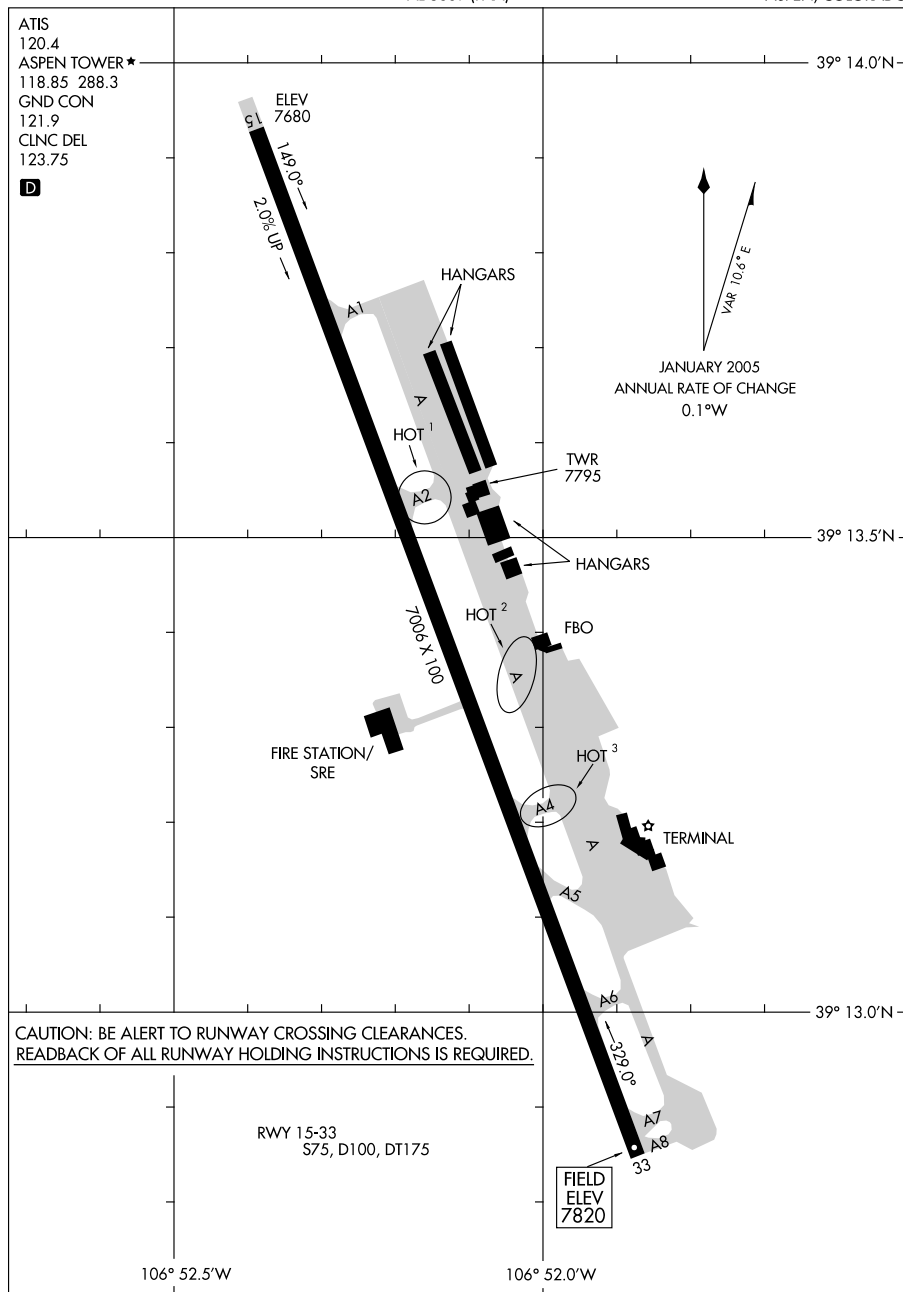 ATIS
120.4
ASPEN TOWER
118.85 288.3
GND CON
121.9
CLNC DEL
123.75
D
39° 14.0'N
15
ELEV
7680
149.0°
2.0% UP
VAR 10.6° E
JANUARY 2005
ANNUAL RATE OF CHANGE
0.1°W
HANGARS
A1
A
HOT 1
A2
TWR
7795
39° 13.5'N
HANGARS
7006 X 100
HOT 2
FBO
A
FIRE STATION/
SRE
HOT 3
A4
A
TERMINAL
A5
A6
39° 13.0'N
CAUTION: BE ALERT TO RUNWAY CROSSING CLEARANCES.
READBACK OF ALL RUNWAY HOLDING INSTRUCTIONS IS REQUIRED.
329.0°
A
RWY 15-33
S75, D100, DT175
A7
A8
33
FIELD
ELEV
7820
106° 52.5'W
106° 52.0'W